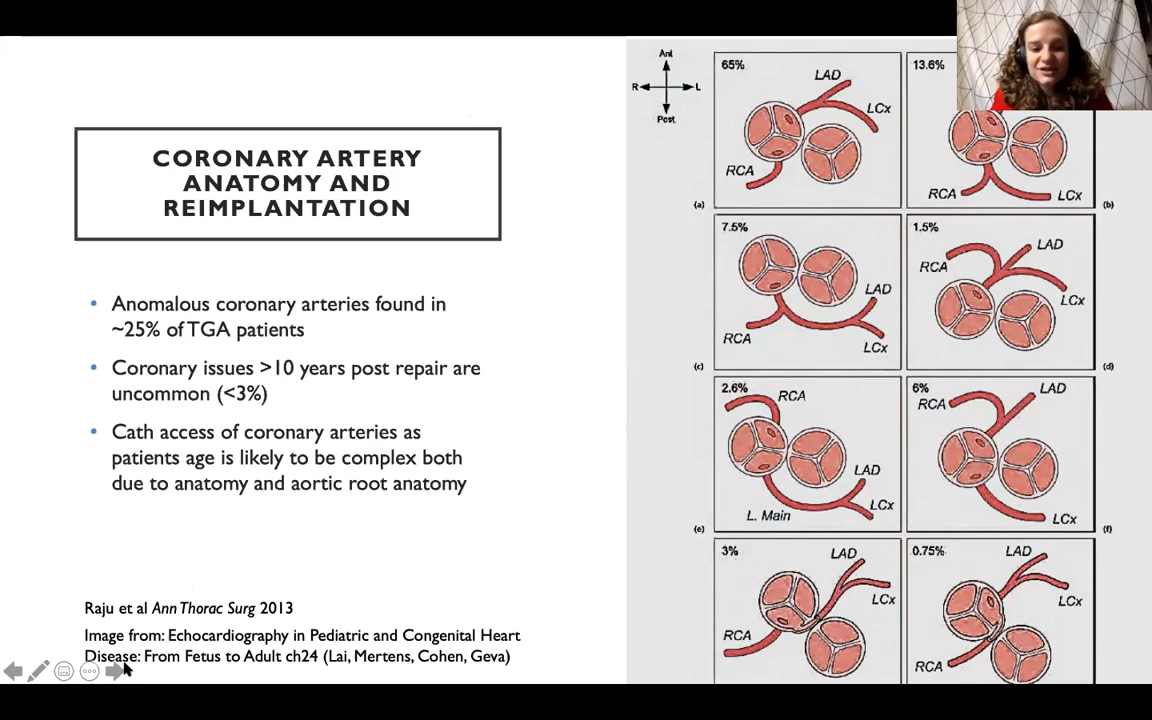 CORONARY ARTERY
ANATOMY AND
REIMPLANTATION
• Anomalous coronary arteries found in
~25% of TGA patients
• Coronary issues >10 years post repair are
uncommon (<3%)
• Cath access of coronary arteries as
patients age is likely to be complex both
due to anatomy and aortic root anatomy
Raju et al Ann Thorac Surg 2013
Image from: Echocardiography in Pediatric and Congenital Heart
Disease: From Fetus to Adult ch24 (Lai, Mertens, Cohen, Geva)
Ant
R L
Post
65%
LAD
LCx
RCA
(a)
13.6%
RCA
LCx
(b)
7.5%
LAD
RCA
LCx
(c)
1.5%
LAD
RCA
LCx
(d)
2.6%
RCA
LAD
LCx
L. Main
(e)
6%
LAD
RCA
LCx
(f)
3%
LAD
LCx
RCA
0.75%
LAD
LCx
RCA